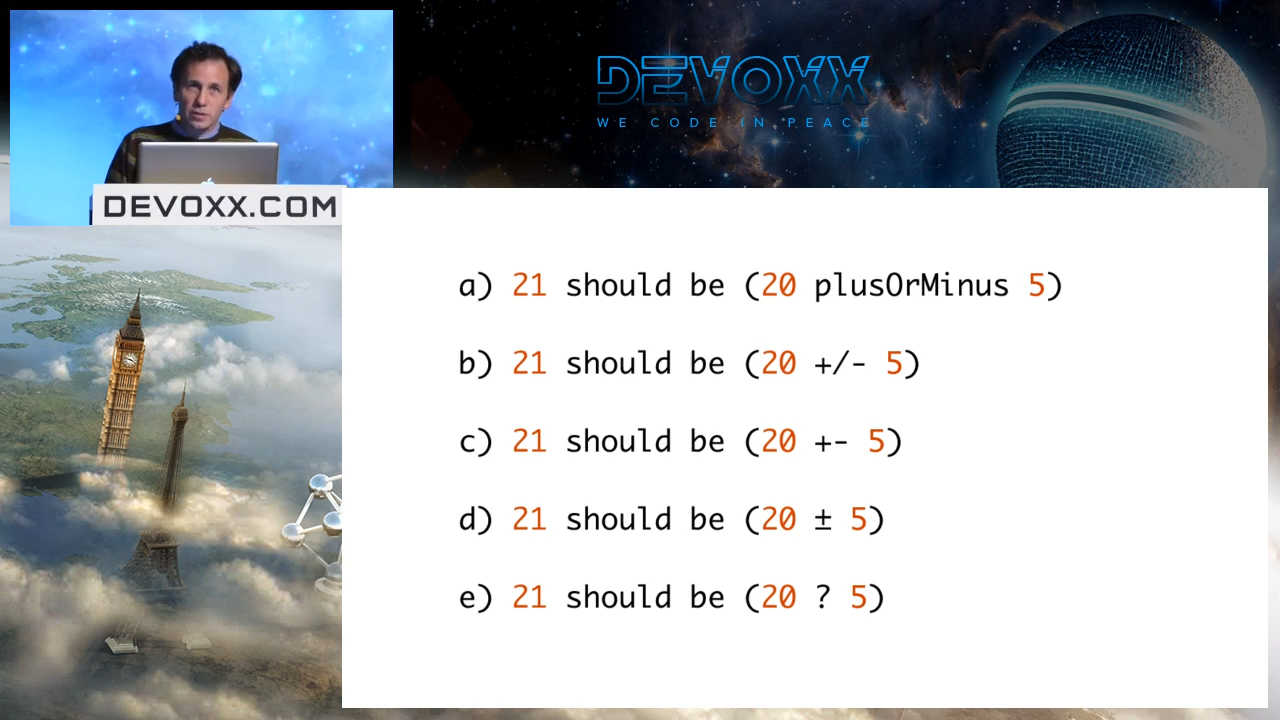 DEVOXX
WE CODE IN PEACE
DEVOXX.COM
a) 21 should be (20 plusOrMinus 5)
b) 21 should be (20 +/- 5)
c) 21 should be (20 +- 5)
d) 21 should be (20 ± 5)
e) 21 should be (20 ? 5)